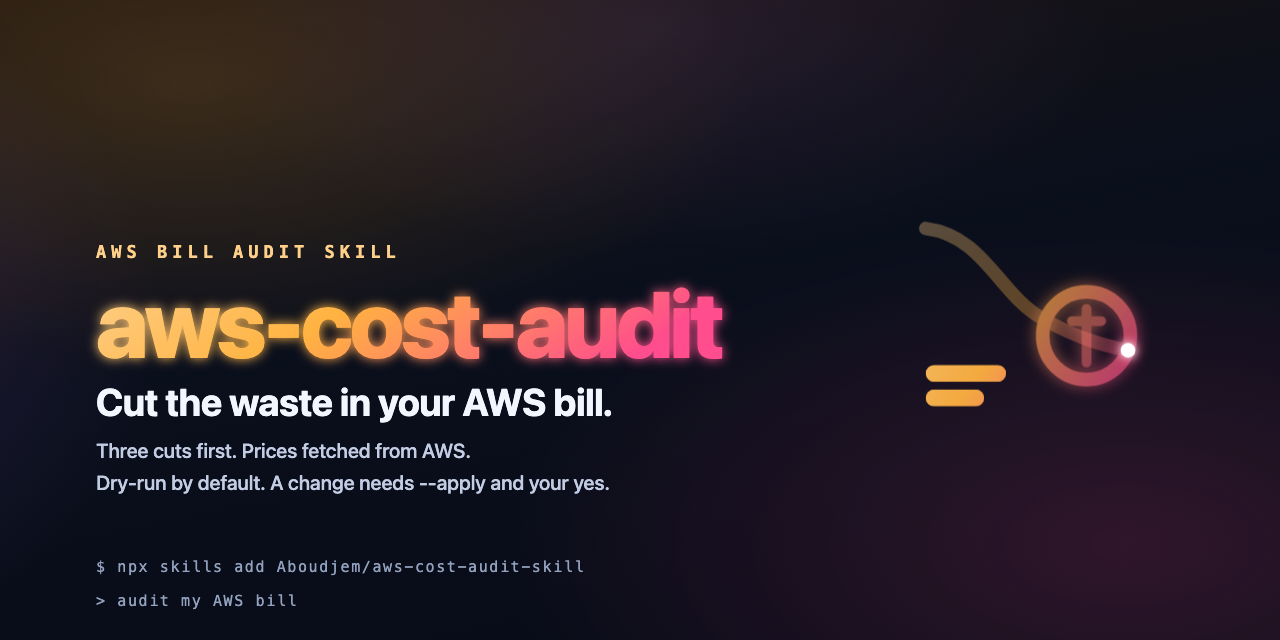 AWS BILL AUDIT SKILL
aws-cost-audit
Cut the waste in your AWS bill.
Three cuts first. Prices fetched from AWS.
Dry-run by default. A change needs --apply and your yes.
$ npx skills add Aboudjem/aws-cost-audit-skill
> audit my AWS bill